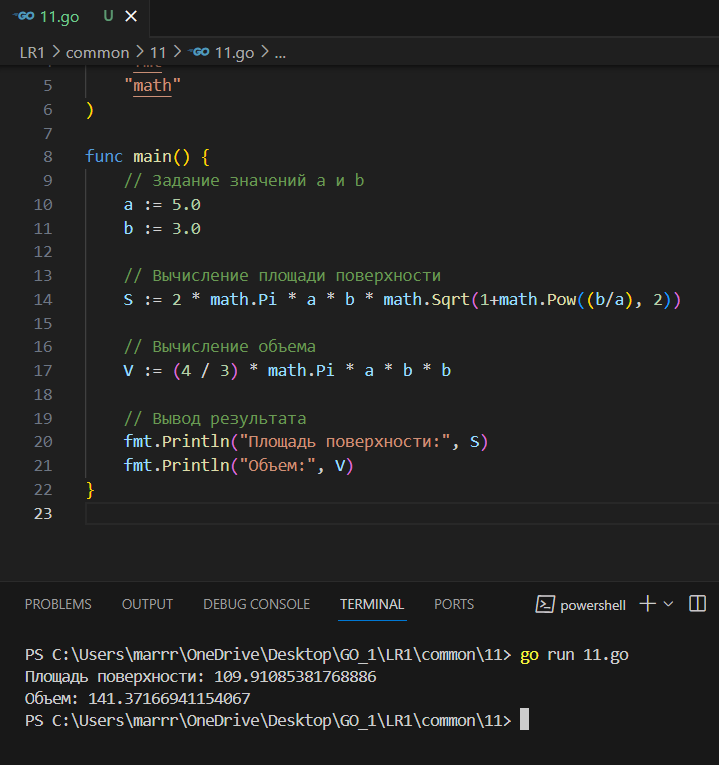 GO 11.go U
LR1 > common > 11 > GO 11.go > ...
5 "math"
6 )
7
8 func main() {
9 // Задание значений a и b
10 a := 5.0
11 b := 3.0
12
13 // Вычисление площади поверхности
14 S := 2 * math.Pi * a * b * math.Sqrt(1+math.Pow((b/a), 2))
15
16 // Вычисление объема
17 V := (4 / 3) * math.Pi * a * b * b
18
19 // Вывод результата
20 fmt.Println("Площадь поверхности:", S)
21 fmt.Println("Объем:", V)
22 }
23
PROBLEMS OUTPUT DEBUG CONSOLE TERMINAL PORTS powershell
PS C:\Users\marrr\OneDrive\Desktop\GO_1\LR1\common\11> go run 11.go
Площадь поверхности: 109.91085381768886
Объем: 141.37166941154067
PS C:\Users\marrr\OneDrive\Desktop\GO_1\LR1\common\11>